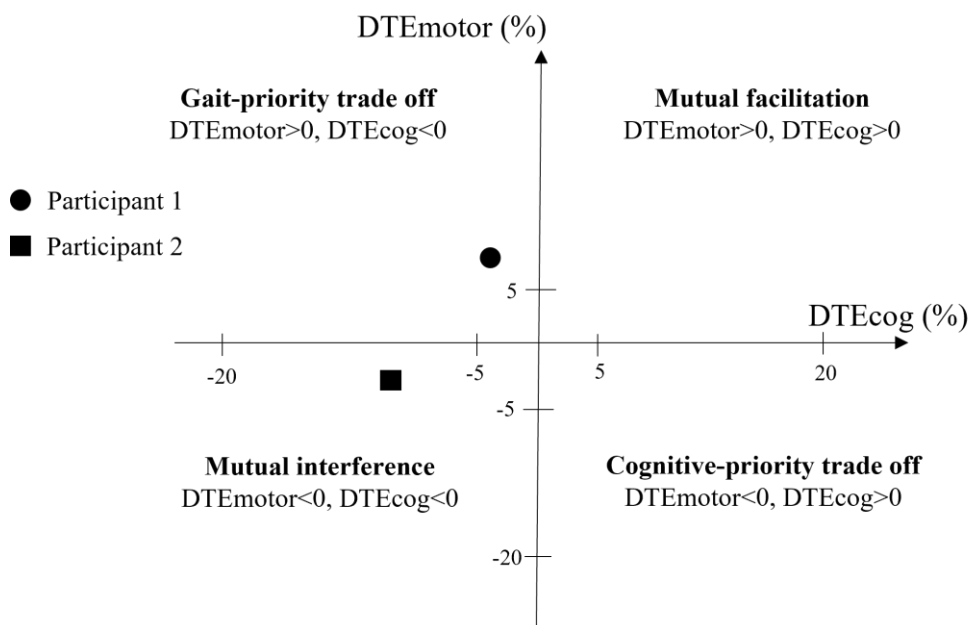 DTEmotor (%)
Gait-priority trade off
DTEmotor>0, DTEcog<0
Mutual facilitation
DTEmotor>0, DTEcog>0
Participant 1
Participant 2
5
DTEcog (%)
-20
-5
5
20
-5
Mutual interference
DTEmotor<0, DTEcog<0
Cognitive-priority trade off
DTEmotor<0, DTEcog>0
-20